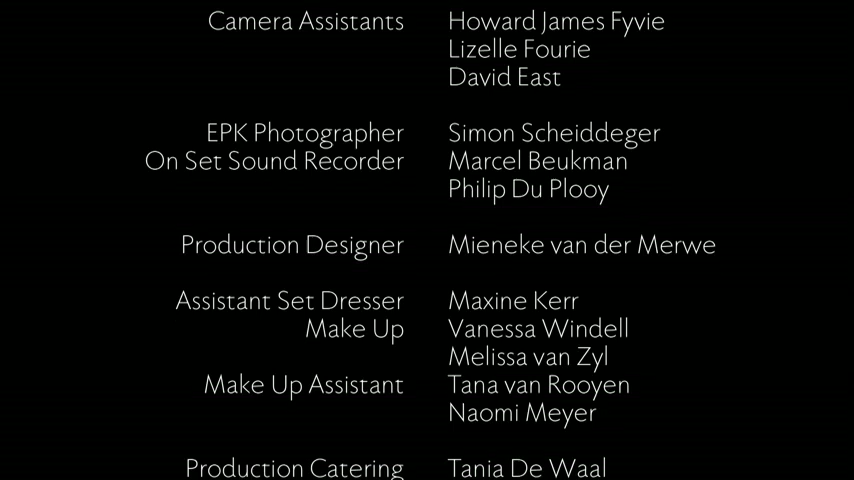 Camera Assistants Howard James Fyvie
Lizelle Fourie
David East
EPK Photographer Simon Scheiddeger
On Set Sound Recorder Marcel Beukman
Philip Du Plooy
Production Designer Mieneke van der Merwe
Assistant Set Dresser Maxine Kerr
Make Up Vanessa Windell
Melissa van Zyl
Make Up Assistant Tana van Rooyen
Naomi Meyer
Production Catering Tania De Waal